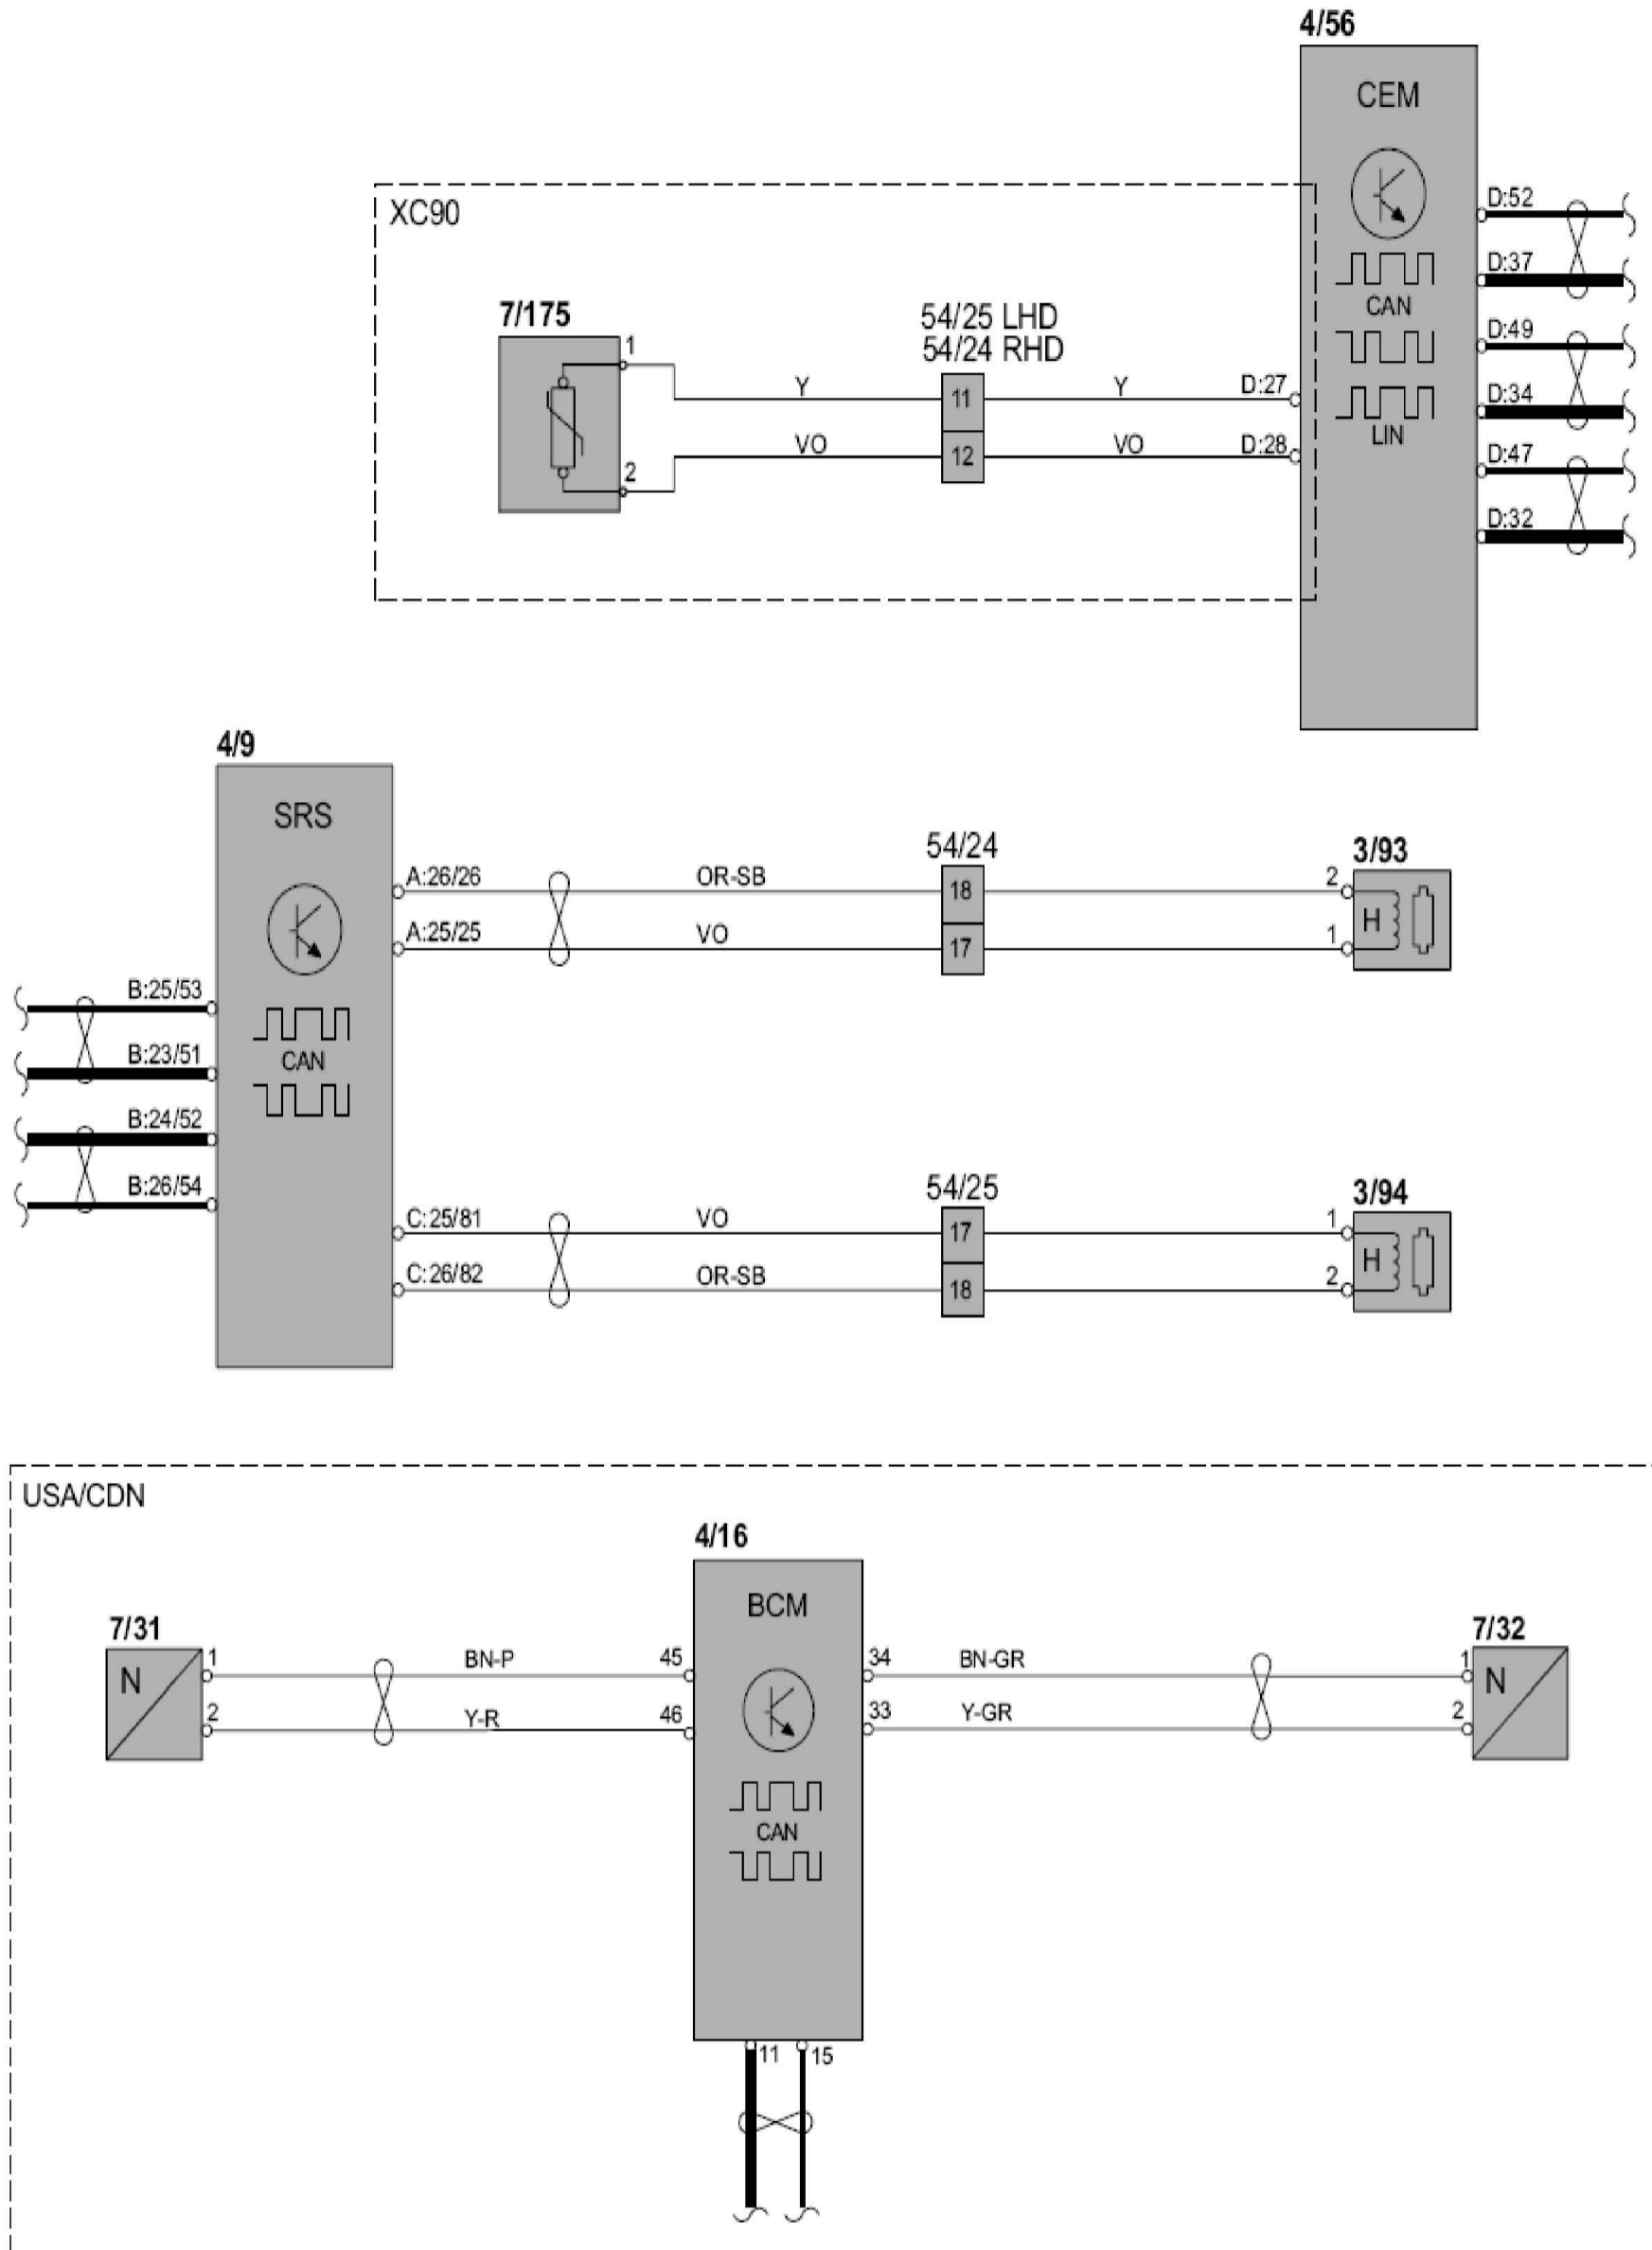 4/56
CEM
XC90
D:52
D:37
CAN
7/175
54/25 LHD
54/24 RHD
1
D:49
Y
11
Y
D:27
D:34
LIN
VO
12
VO
D:28
2
D:47
D:32
4/9
SRS
54/24
3/93
A:26/26
OR-SB
18
2
H
A:25/25
VO
17
1
B:25/53
B:23/51
CAN
B:24/52
B:26/54
54/25
3/94
C:25/81
VO
17
1
H
C:26/82
OR-SB
18
2
USA/CDN
4/16
BCM
7/31
7/32
N
1
BN-P
45
34
BN-GR
1
N
2
Y-R
46
33
Y-GR
2
CAN
11
15